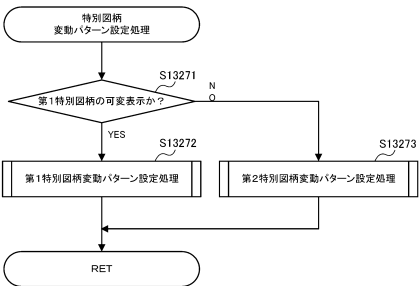 特別図柄
変動パターン設定処理
S13271
第1特別図柄の可変表示か？
N
O
YES
S13272
S13273
第1特別図柄変動パターン設定処理
第2特別図柄変動パターン設定処理
RET